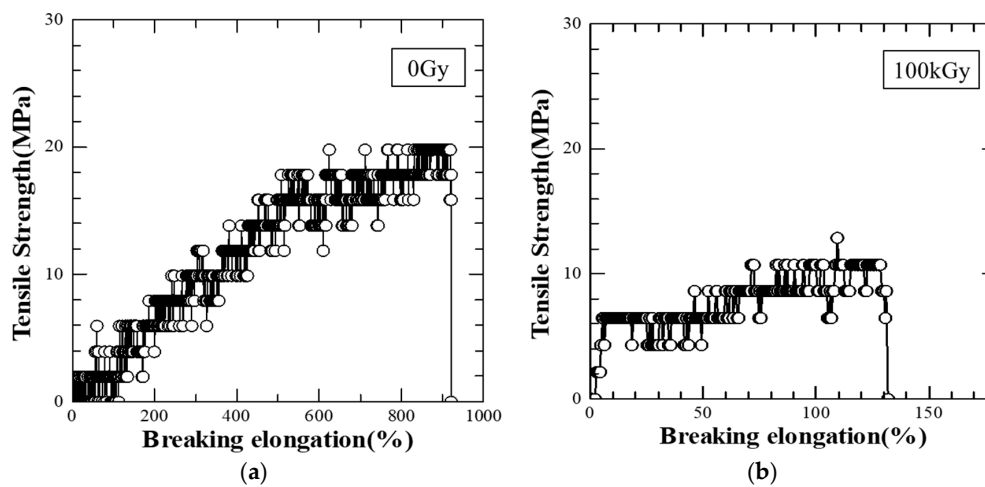 30
20
10
0
Tensile Strength(MPa)
0Gy
0 200 400 600 800 1000
Breaking elongation(%)
(a)
30
20
10
0
Tensile Strength(MPa)
100kGy
0 50 100 150
Breaking elongation(%)
(b)